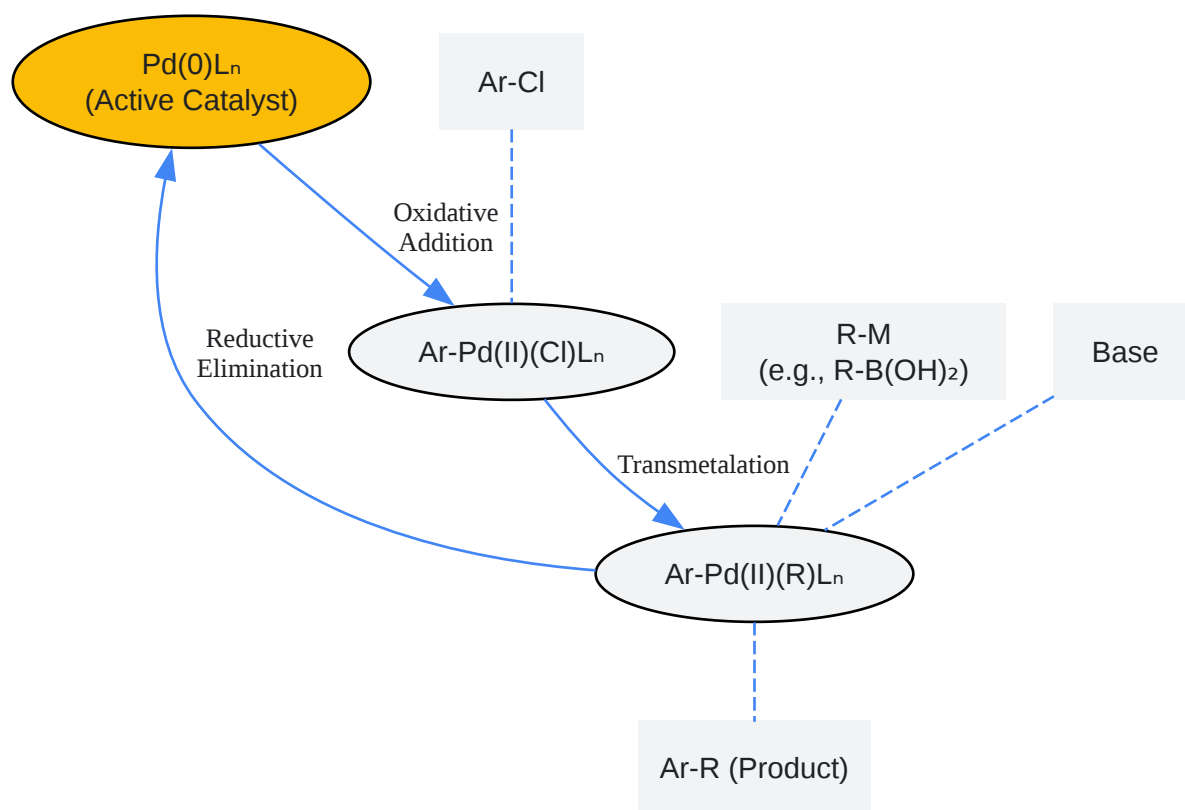 Pd(0)Lₙ
(Active Catalyst)
Ar-Cl
Oxidative
Addition
Reductive
Elimination
Ar-Pd(II)(Cl)Lₙ
R-M
(e.g., R-B(OH)₂)
Base
Transmetalation
Ar-Pd(II)(R)Lₙ
Ar-R (Product)